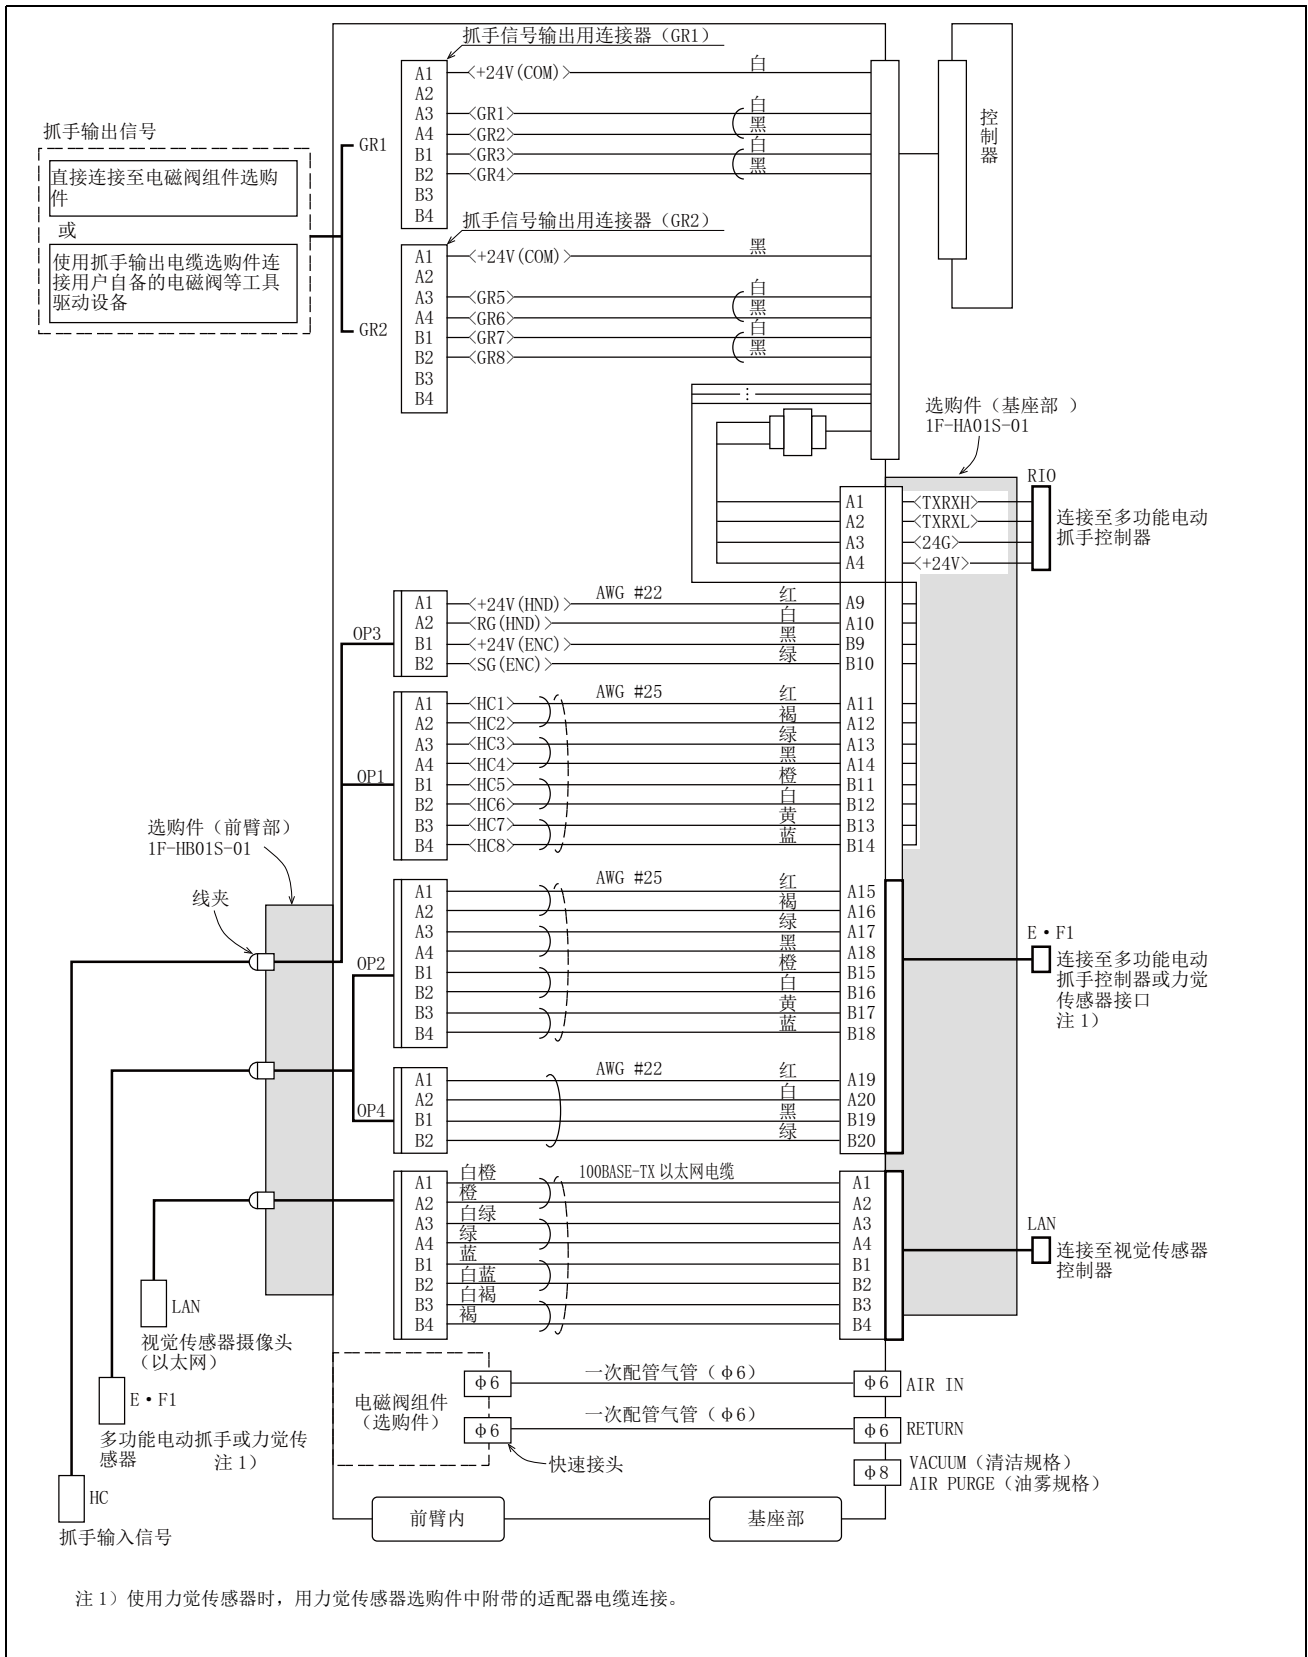 抓手信号输出用连接器（GR1）
A1 <+24V(COM)> 白
A2
A3 <GR1> 白
A4 <GR2> 黑
B1 <GR3> 白
B2 <GR4> 黑
B3
B4
控制器
抓手输出信号
直接连接至电磁阀组件选购
件
或
使用抓手输出电缆选购件连
接用户自备的电磁阀等工具
驱动设备
GR1
GR2
抓手信号输出用连接器（GR2）
A1 <+24V(COM)> 黑
A2
A3 <GR5> 白
A4 <GR6> 黑
B1 <GR7> 白
B2 <GR8> 黑
B3
B4
选购件（基座部 ）
1F-HA01S-01
RIO
A1 <TXRXH>
A2 <TXRXL>
A3 <24G>
A4 <+24V>
连接至多功能电动
抓手控制器
OP3
AWG #22
A1 <+24V(HND)> 红 A9
A2 <RG(HND)> 白 A10
B1 <+24V(ENC)> 黑 B9
B2 <SG(ENC)> 绿 B10
OP1
AWG #25
A1 <HC1> 红 A11
A2 <HC2> 褐 A12
A3 <HC3> 绿 A13
A4 <HC4> 黑 A14
B1 <HC5> 橙 B11
B2 <HC6> 白 B12
B3 <HC7> 黄 B13
B4 <HC8> 蓝 B14
选购件（前臂部）
1F-HB01S-01
线夹
OP2
AWG #25
A1 红 A15
A2 褐 A16
A3 绿 A17
A4 黑 A18
B1 橙 B15
B2 白 B16
B3 黄 B17
B4 蓝 B18
E・F1
连接至多功能电动
抓手控制器或力觉
传感器接口
注 1）
OP4
AWG #22
A1 红 A19
A2 白 A20
B1 黑 B19
B2 绿 B20
100BASE-TX 以太网电缆
A1 白橙 A1
A2 橙 A2
A3 白绿 A3
A4 绿 A4
B1 蓝 B1
B2 白蓝 B2
B3 白褐 B3
B4 褐 B4
LAN
连接至视觉传感器
控制器
LAN
视觉传感器摄像头
（以太网）
E・F1
多功能电动抓手或力觉传
感器 注 1）
HC
抓手输入信号
电磁阀组件
（选购件）
φ6 一次配管气管（φ6） φ6 AIR IN
φ6 一次配管气管（φ6） φ6 RETURN
快速接头
φ8 VACUUM（清洁规格）
AIR PURGE（油雾规格）
前臂内
基座部
注 1）使用力觉传感器时，用力觉传感器选购件中附带的适配器电缆连接。